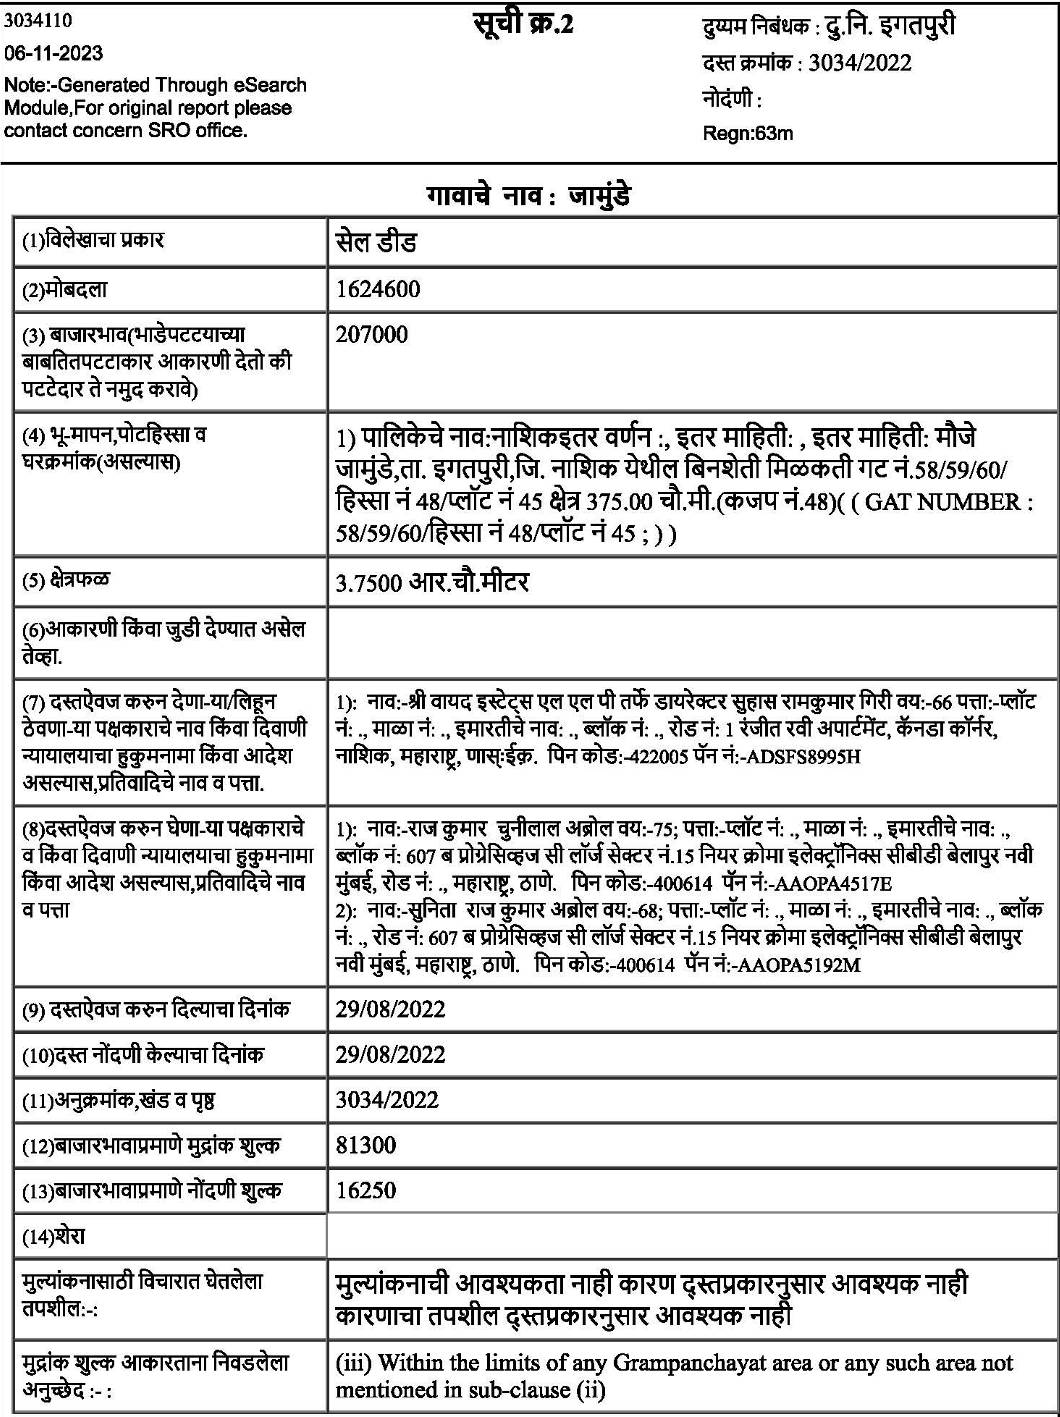 3034110
06-11-2023
Note:-Generated Through eSearch
Module,For original report please
contact concern SRO office.
सूची क्र.2
दुय्यम निबंधक : दु.नि. इगतपुरी
दस्त क्रमांक : 3034/2022
नोदंणी :
Regn:63m
गावाचे नाव : जामुंडे
(1)विलेखाचा प्रकार
सेल डीड
(2)मोबदला
1624600
(3) बाजारभाव(भाडेपटटयाच्या
बाबतितपटटाकार आकारणी देतो की
पटटेदार ते नमुद करावे)
207000
(4) भू-मापन,पोटहिस्सा व
घरक्रमांक(असल्यास)
1) पालिकेचे नाव:नाशिकइतर वर्णन :, इतर माहिती: , इतर माहिती: मौजे
जामुंडे,ता. इगतपुरी,जि. नाशिक येथील बिनशेती मिळकती गट नं.58/59/60/
हिस्सा नं 48/प्लॉट नं 45 क्षेत्र 375.00 चौ.मी.(कजप नं.48)( ( GAT NUMBER :
58/59/60/हिस्सा नं 48/प्लॉट नं 45 ; ) )
(5) क्षेत्रफळ
3.7500 आर.चौ.मीटर
(6)आकारणी किंवा जुडी देण्यात असेल
तेव्हा.
(7) दस्तऐवज करुन देणा-या/लिहून
ठेवणा-या पक्षकाराचे नाव किंवा दिवाणी
न्यायालयाचा हुकुमनामा किंवा आदेश
असल्यास,प्रतिवादिचे नाव व पत्ता.
1): नाव:-श्री वायद इस्टेट्स एल एल पी तर्फे डायरेक्टर सुहास रामकुमार गिरी वय:-66 पत्ता:-प्लॉट
नं: ., माळा नं: ., इमारतीचे नाव: ., ब्लॉक नं: ., रोड नं: 1 रंजीत रवी अपार्टमेंट, कॅनडा कॉर्नर,
नाशिक, महाराष्ट्र, णास्ःईक़. पिन कोड:-422005 पॅन नं:-ADSFS8995H
(8)दस्तऐवज करुन घेणा-या पक्षकाराचे
व किंवा दिवाणी न्यायालयाचा हुकुमनामा
किंवा आदेश असल्यास,प्रतिवादिचे नाव
व पत्ता
1): नाव:-राज कुमार चुनीलाल अब्रोल वय:-75; पत्ता:-प्लॉट नं: ., माळा नं: ., इमारतीचे नाव: .,
ब्लॉक नं: 607 ब प्रोग्रेसिव्हज सी लॉर्ज सेक्टर नं.15 नियर क्रोमा इलेक्ट्रॉनिक्स सीबीडी बेलापुर नवी
मुंबई, रोड नं: ., महाराष्ट्र, ठाणे. पिन कोड:-400614 पॅन नं:-AAOPA4517E
2): नाव:-सुनिता राज कुमार अब्रोल वय:-68; पत्ता:-प्लॉट नं: ., माळा नं: ., इमारतीचे नाव: ., ब्लॉक
नं: ., रोड नं: 607 ब प्रोग्रेसिव्हज सी लॉर्ज सेक्टर नं.15 नियर क्रोमा इलेक्ट्रॉनिक्स सीबीडी बेलापुर
नवी मुंबई, महाराष्ट्र, ठाणे. पिन कोड:-400614 पॅन नं:-AAOPA5192M
(9) दस्तऐवज करुन दिल्याचा दिनांक
29/08/2022
(10)दस्त नोंदणी केल्याचा दिनांक
29/08/2022
(11)अनुक्रमांक,खंड व पृष्ठ
3034/2022
(12)बाजारभावाप्रमाणे मुद्रांक शुल्क
81300
(13)बाजारभावाप्रमाणे नोंदणी शुल्क
16250
(14)शेरा
मुल्यांकनासाठी विचारात घेतलेला
तपशील:-:
मुल्यांकनाची आवश्यकता नाही कारण दस्तप्रकारनुसार आवश्यक नाही
कारणाचा तपशील दस्तप्रकारनुसार आवश्यक नाही
मुद्रांक शुल्क आकारताना निवडलेला
अनुच्छेद :- :
(iii) Within the limits of any Grampanchayat area or any such area not
mentioned in sub-clause (ii)